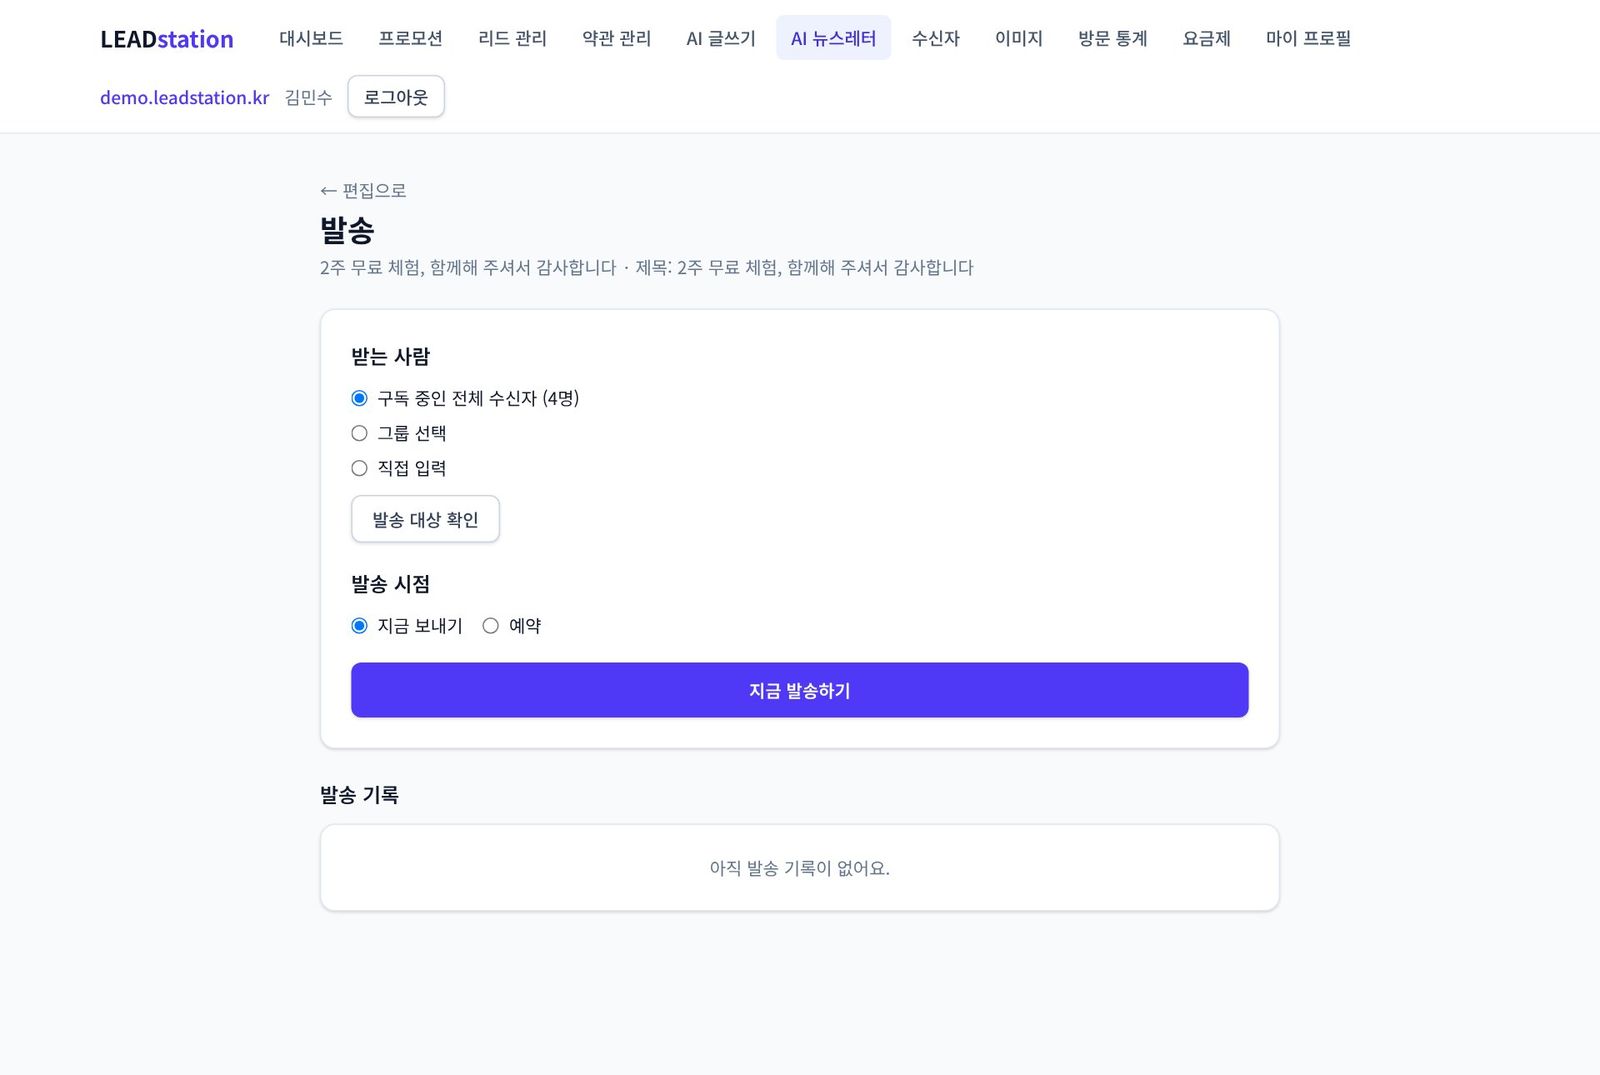 LEADstation 대시보드 프로모션 리드 관리 약관 관리 AI 글쓰기 AI 뉴스레터 수신자 이미지 방문 통계 요금제 마이 프로필
demo.leadstation.kr 김민수 로그아웃
← 편집으로
발송
2주 무료 체험, 함께해 주셔서 감사합니다 · 제목: 2주 무료 체험, 함께해 주셔서 감사합니다
받는 사람
구독 중인 전체 수신자 (4명)
그룹 선택
직접 입력
발송 대상 확인
발송 시점
지금 보내기 예약
지금 발송하기
발송 기록
아직 발송 기록이 없어요.